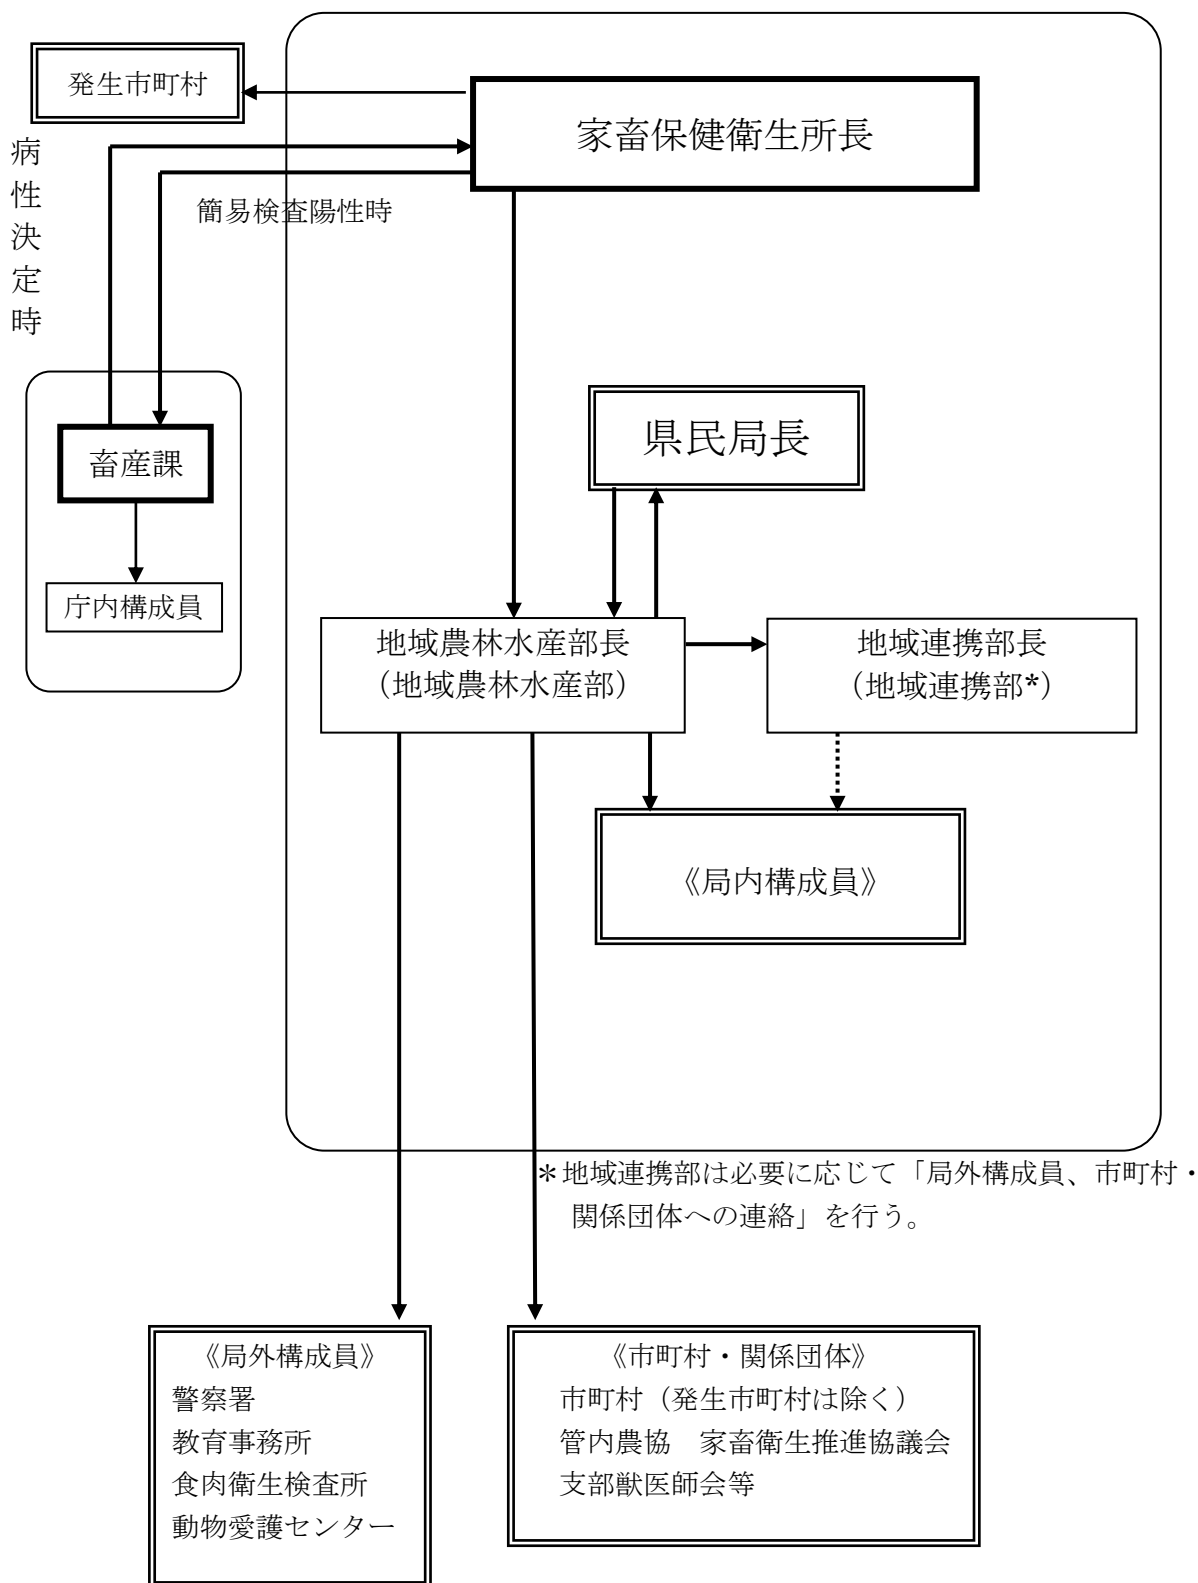 発生市町村
家畜保健衛生所長
病性決定時
簡易検査陽性時
県民局長
畜産課
庁内構成員
地域農林水産部長
（地域農林水産部）
地域連携部長
（地域連携部*）
《局内構成員》
＊地域連携部は必要に応じて「局外構成員、市町村・
関係団体への連絡」を行う。
《局外構成員》
警察署
教育事務所
食肉衛生検査所
動物愛護センター
《市町村・関係団体》
市町村（発生市町村は除く）
管内農協　家畜衛生推進協議会
支部獣医師会等